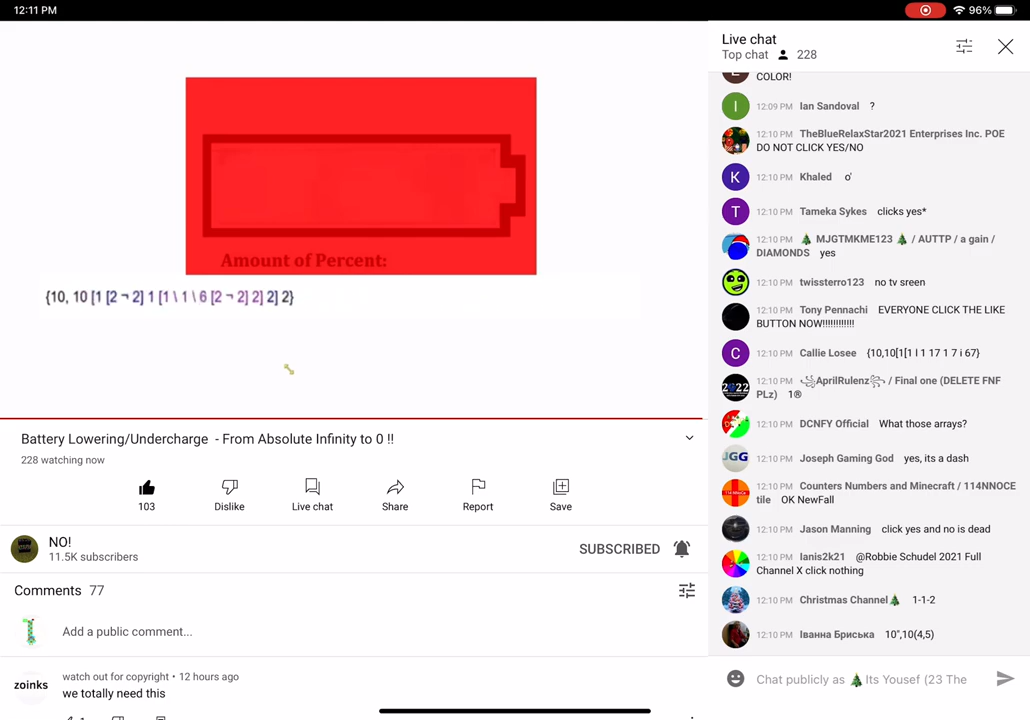 12:11 PM
96%
Amount of Percent:
{10, 10 [1 [2 ¬ 2] 1 [1 \ 1 \ 6 [2 ¬ 2] 2] 2] 2}
Battery Lowering/Undercharge - From Absolute Infinity to 0 !!
228 watching now
103
Dislike
Live chat
Share
Report
Save
NO!
11.5K subscribers
SUBSCRIBED
Comments 77
Add a public comment...
zoinks
watch out for copyright • 12 hours ago
we totally need this
1
Live chat
Top chat 228
COLOR!
I
12:09 PM Ian Sandoval ?
12:10 PM TheBlueRelaxStar2021 Enterprises Inc. POE
DO NOT CLICK YES/NO
K
12:10 PM Khaled o'
T
12:10 PM Tameka Sykes clicks yes*
12:10 PM 🎄 MJGTMKME123 🎄 / AUTTP / a gain /
DIAMONDS yes
12:10 PM twissterro123 no tv sreen
12:10 PM Tony Pennachi EVERYONE CLICK THE LIKE
BUTTON NOW!!!!!!!!!!!!
C
12:10 PM Callie Losee {10,10[1[1 l 1 17 1 7 i 67}
2022
12:10 PM ꧁AprilRulenz꧂ / Final one (DELETE FNF
PLz) 1®
12:10 PM DCNFY Official What those arrays?
JGG
12:10 PM Joseph Gaming God yes, its a dash
12:10 PM Counters Numbers and Minecraft / 114NNOCE
tile OK NewFall
12:10 PM Jason Manning click yes and no is dead
12:10 PM Ianis2k21 @Robbie Schudel 2021 Full
Channel X click nothing
12:10 PM Christmas Channel🎄 1-1-2
12:10 PM Іванна Бриська 10",10(4,5)
Chat publicly as 🎄Its Yousef (23 The